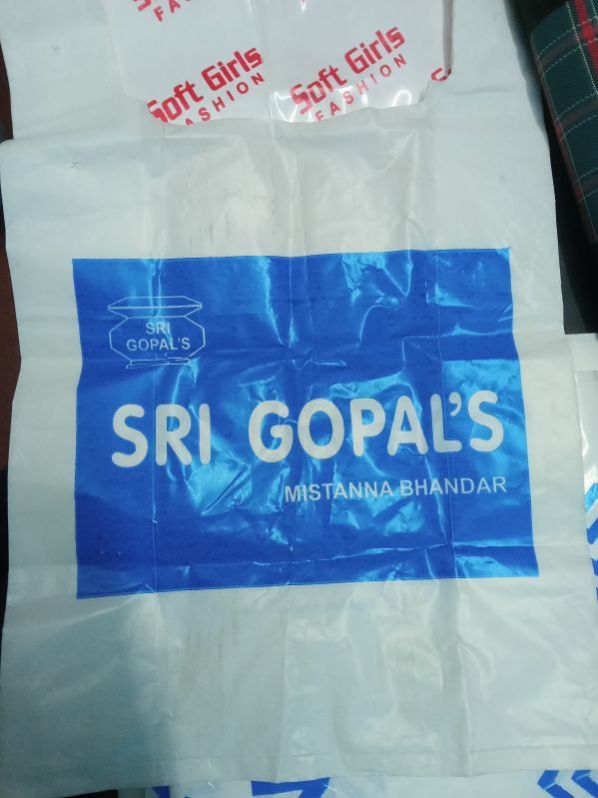 Soft Girls
FASHION
Soft Girls
FASHION
SRI
GOPAL'S
SRI GOPAL'S
MISTANNA BHANDAR